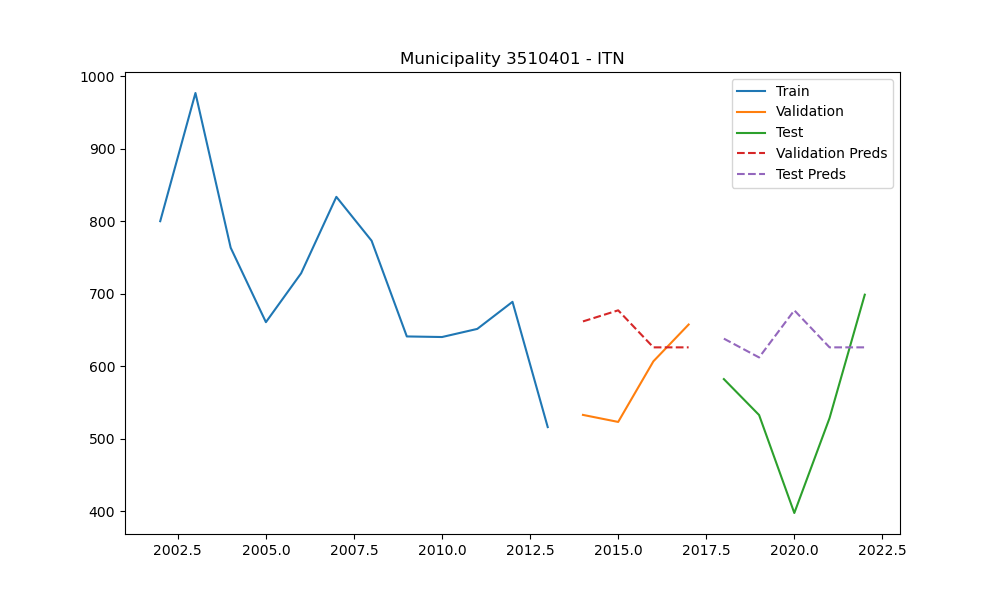 Municipality 3510401 - ITN
1000
900
800
700
600
500
400
Train
Validation
Test
Validation Preds
Test Preds
2002.5 2005.0 2007.5 2010.0 2012.5 2015.0 2017.5 2020.0 2022.5